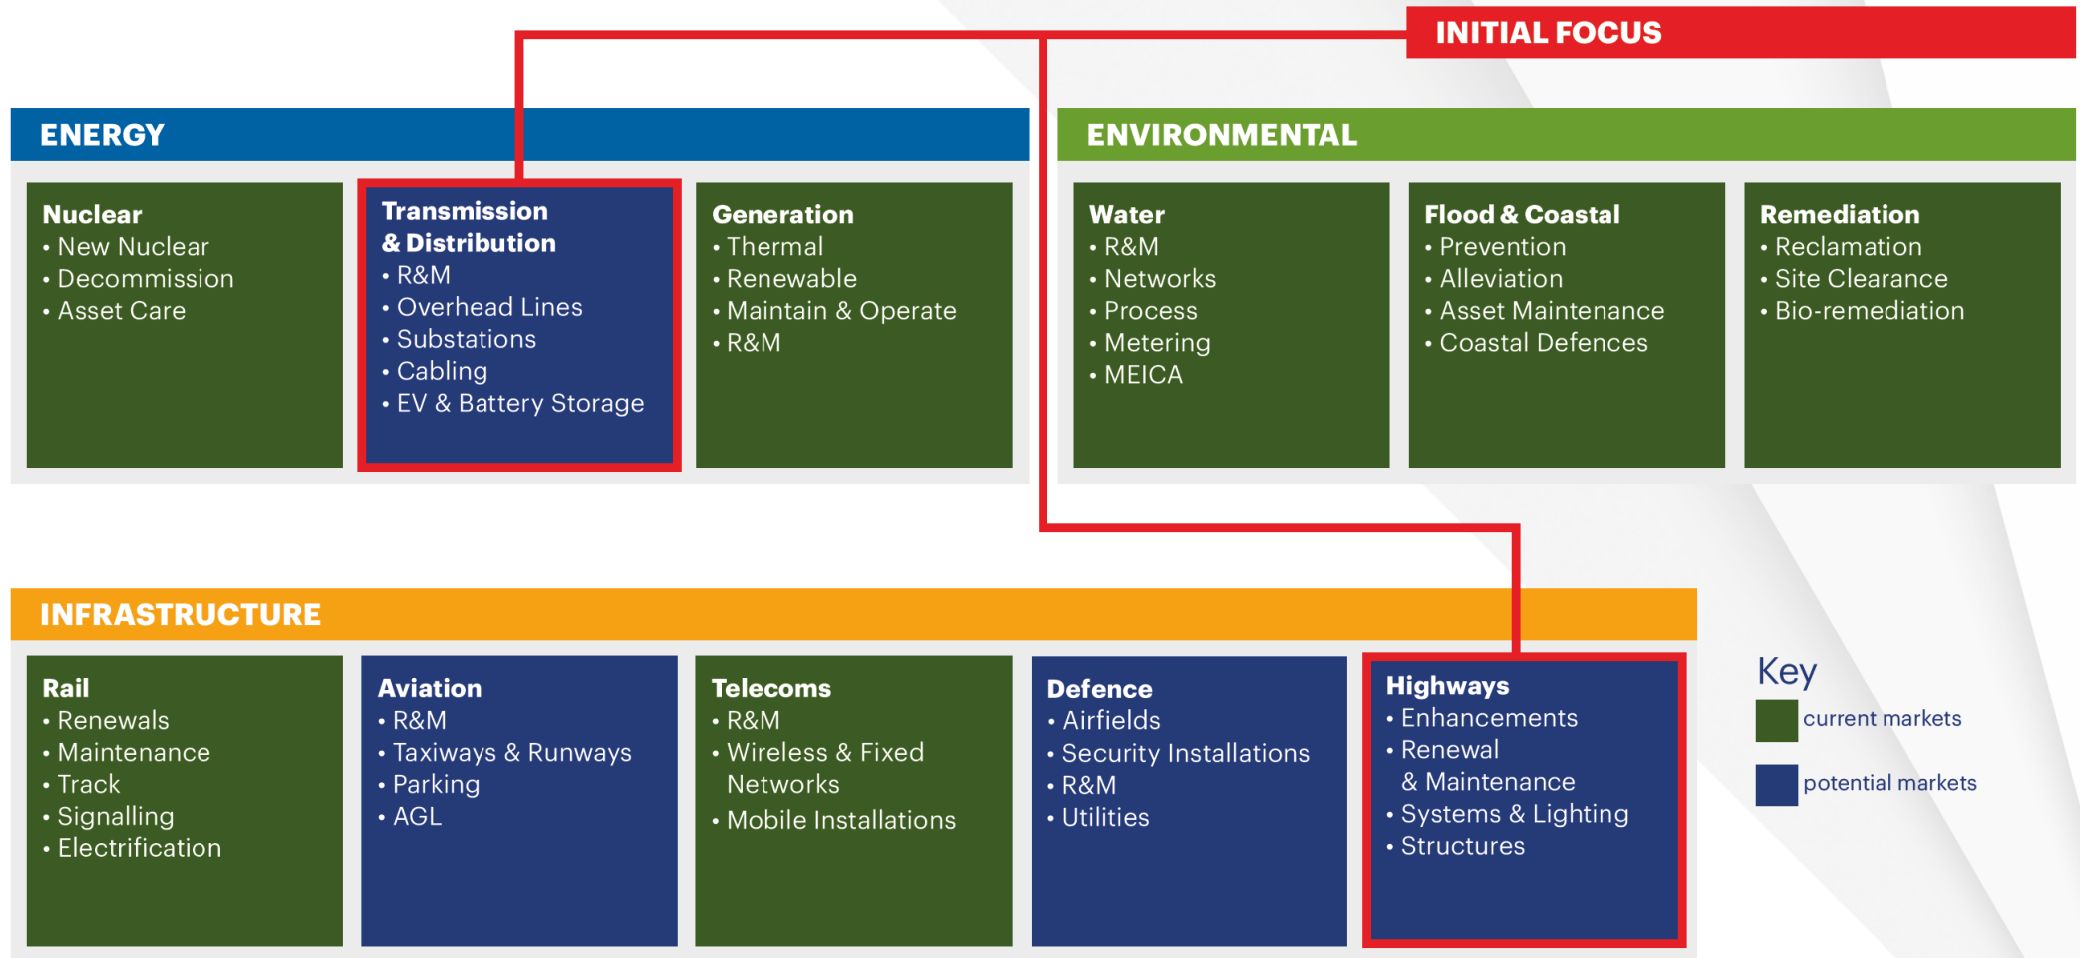 INITIAL FOCUS
ENERGY
Nuclear
• New Nuclear
• Decommission
• Asset Care
Transmission
& Distribution
• R&M
• Overhead Lines
• Substations
• Cabling
• EV & Battery Storage
Generation
• Thermal
• Renewable
• Maintain & Operate
• R&M
ENVIRONMENTAL
Water
• R&M
• Networks
• Process
• Metering
• MEICA
Flood & Coastal
• Prevention
• Alleviation
• Asset Maintenance
• Coastal Defences
Remediation
• Reclamation
• Site Clearance
• Bio-remediation
INFRASTRUCTURE
Rail
• Renewals
• Maintenance
• Track
• Signalling
• Electrification
Aviation
• R&M
• Taxiways & Runways
• Parking
• AGL
Telecoms
• R&M
• Wireless & Fixed
Networks
• Mobile Installations
Defence
• Airfields
• Security Installations
• R&M
• Utilities
Highways
• Enhancements
• Renewal
& Maintenance
• Systems & Lighting
• Structures
Key
current markets
potential markets